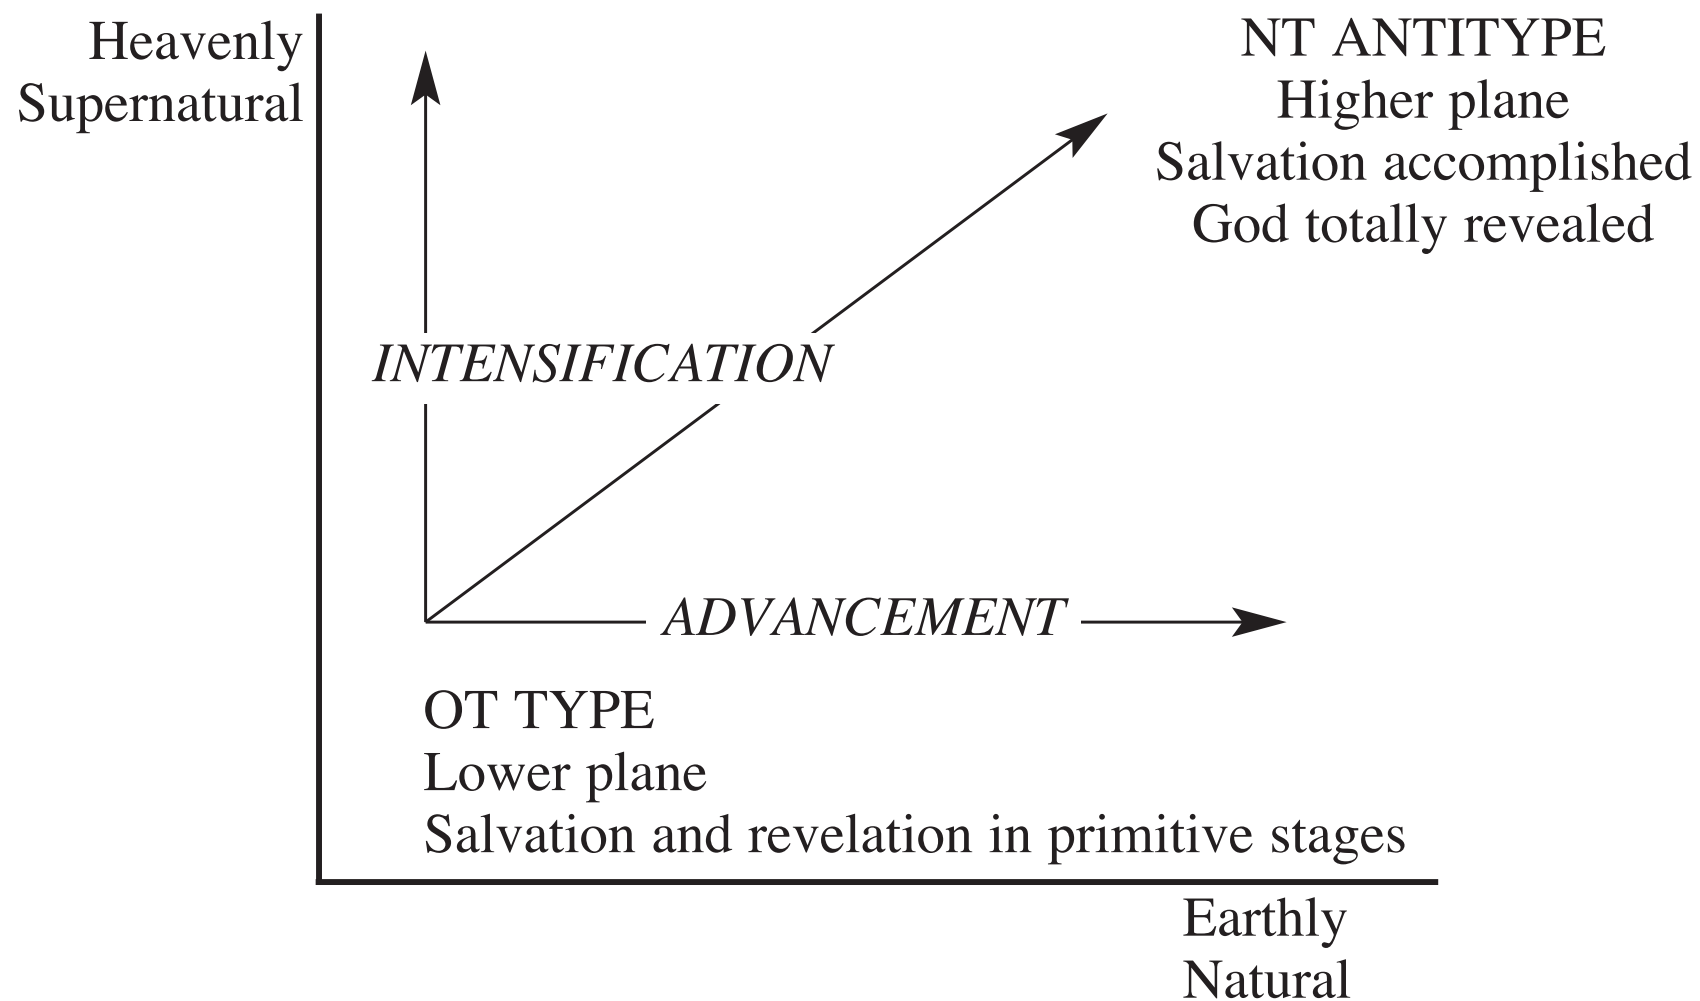 Heavenly
Supernatural
NT ANTITYPE
Higher plane
Salvation accomplished
God totally revealed
INTENSIFICATION
ADVANCEMENT
OT TYPE
Lower plane
Salvation and revelation in primitive stages
Earthly
Natural